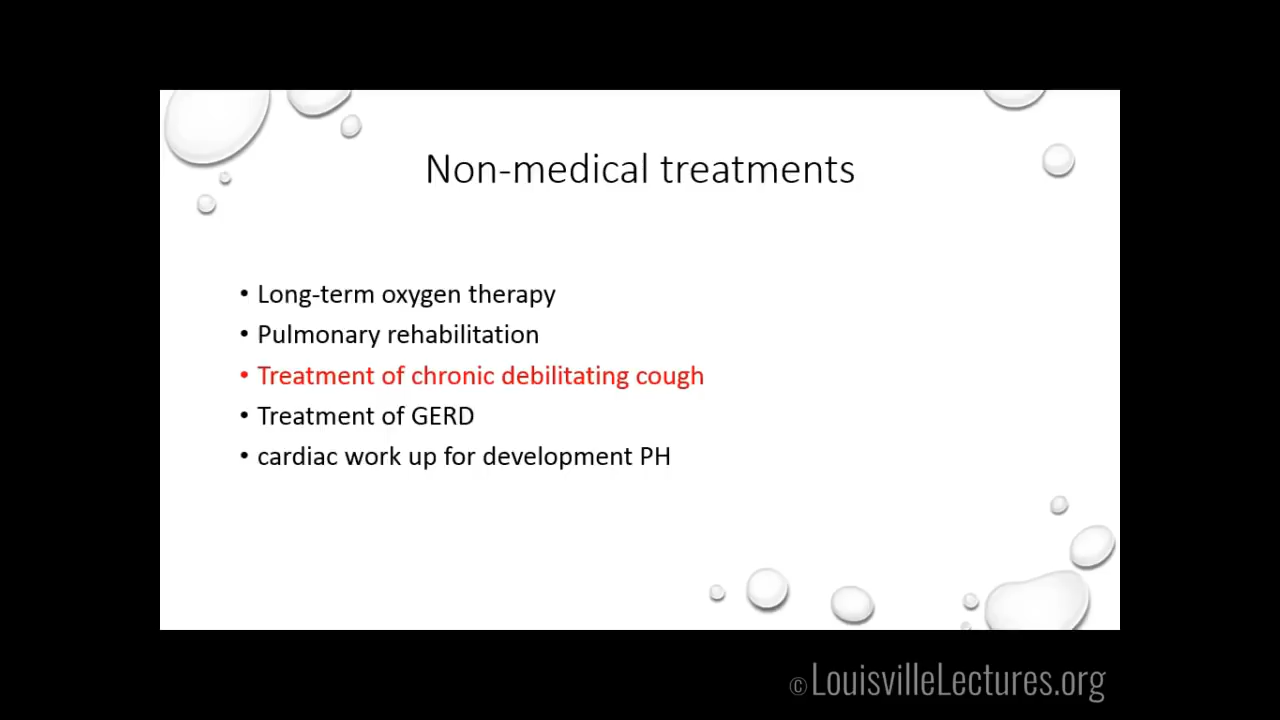 Non-medical treatments
• Long-term oxygen therapy
• Pulmonary rehabilitation
• Treatment of chronic debilitating cough
• Treatment of GERD
• cardiac work up for development PH
© LouisvilleLectures.org